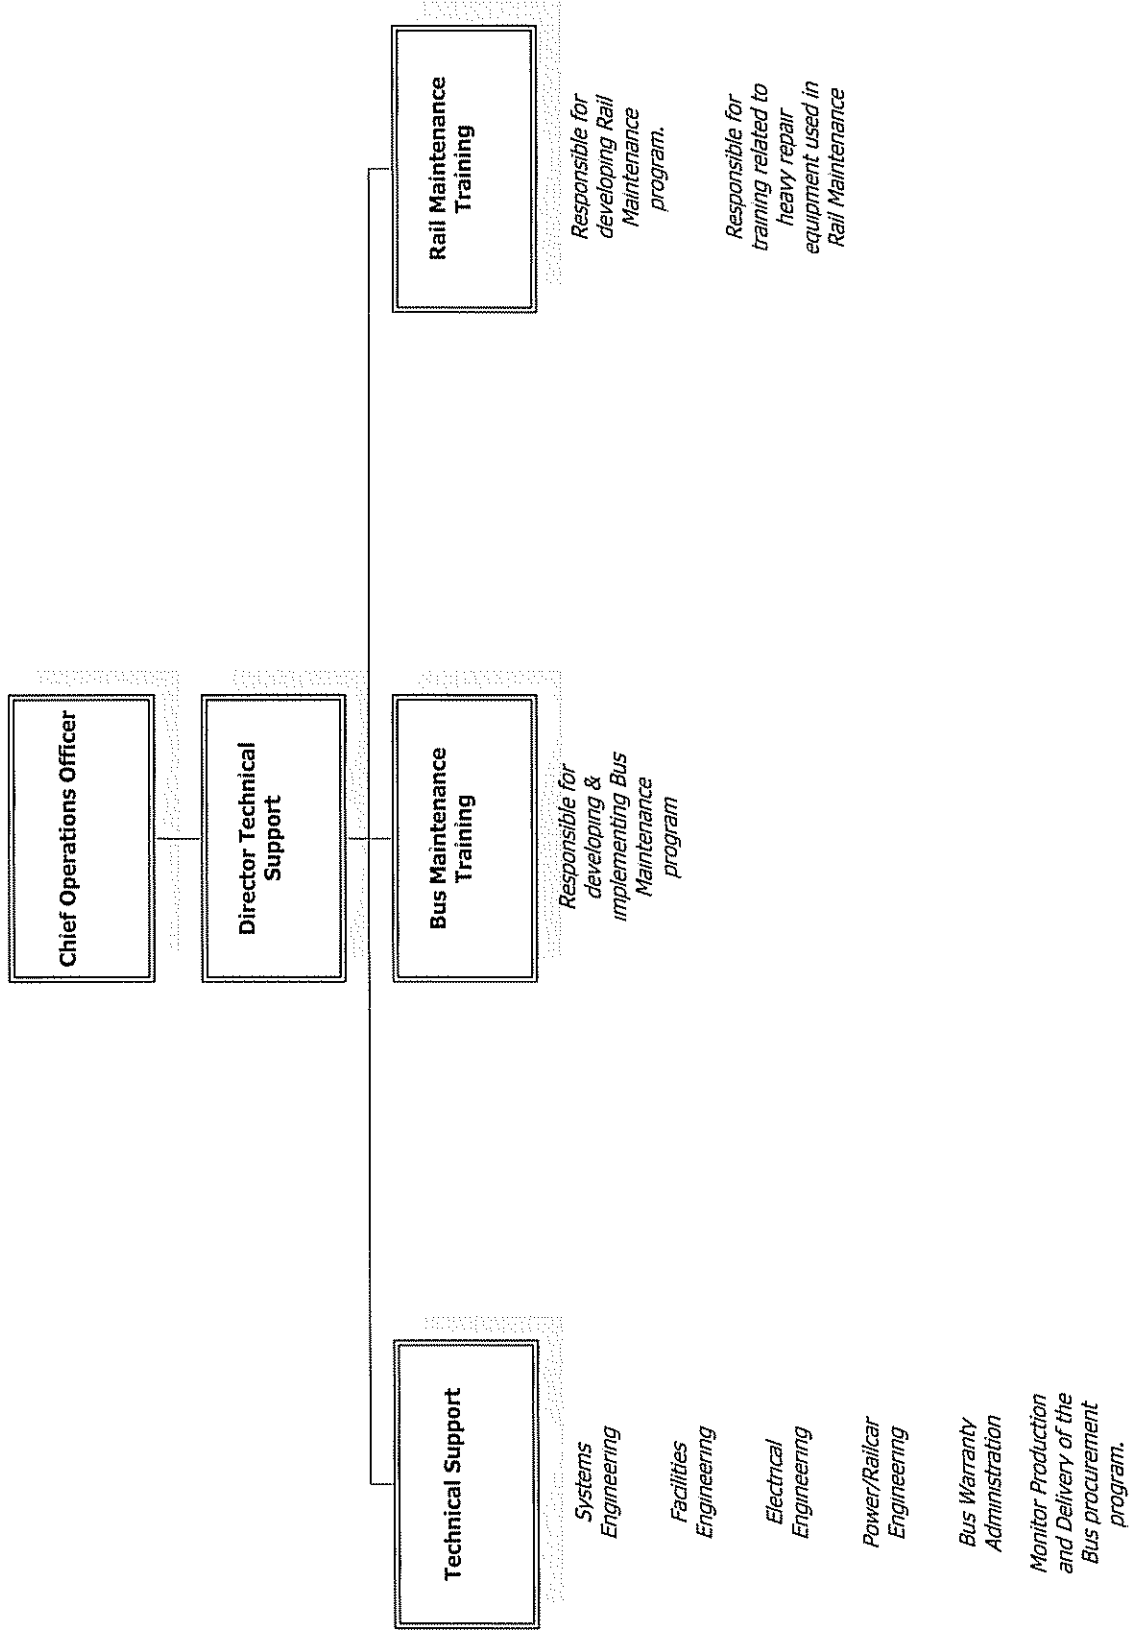 Chief Operations Officer
Director Technical
Support
Technical Support
Systems
Engineering
Facilities
Engineering
Electrical
Engineering
Power/Railcar
Engineering
Bus Warranty
Administration
Monitor Production
and Delivery of the
Bus procurement
program.
Bus Maintenance
Training
Responsible for
developing &
implementing Bus
Maintenance
program
Rail Maintenance
Training
Responsible for
developing Rail
Maintenance
program.
Responsible for
training related to
heavy repair
equipment used in
Rail Maintenance